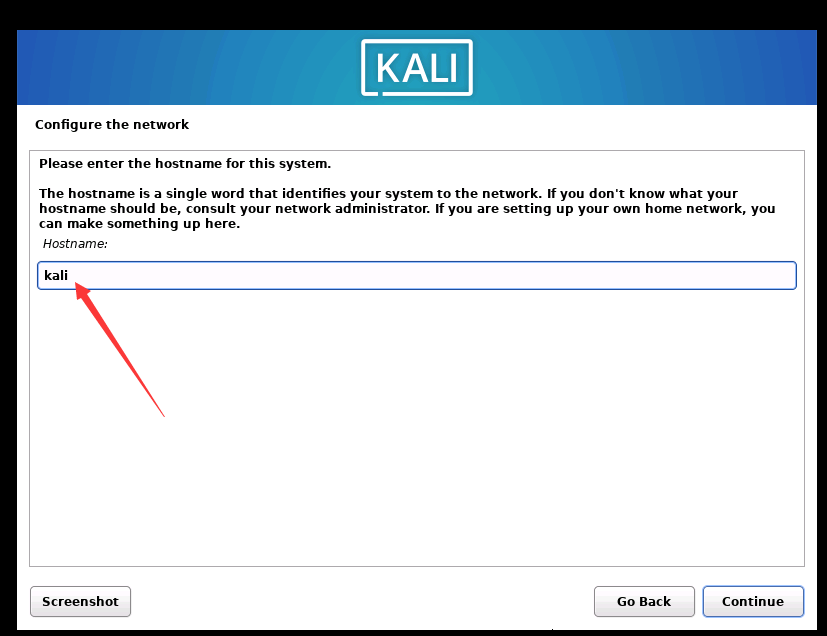 KALI
Configure the network
Please enter the hostname for this system.
The hostname is a single word that identifies your system to the network. If you don't know what your
hostname should be, consult your network administrator. If you are setting up your own home network, you
can make something up here.
Hostname:
kali
Screenshot
Go Back
Continue